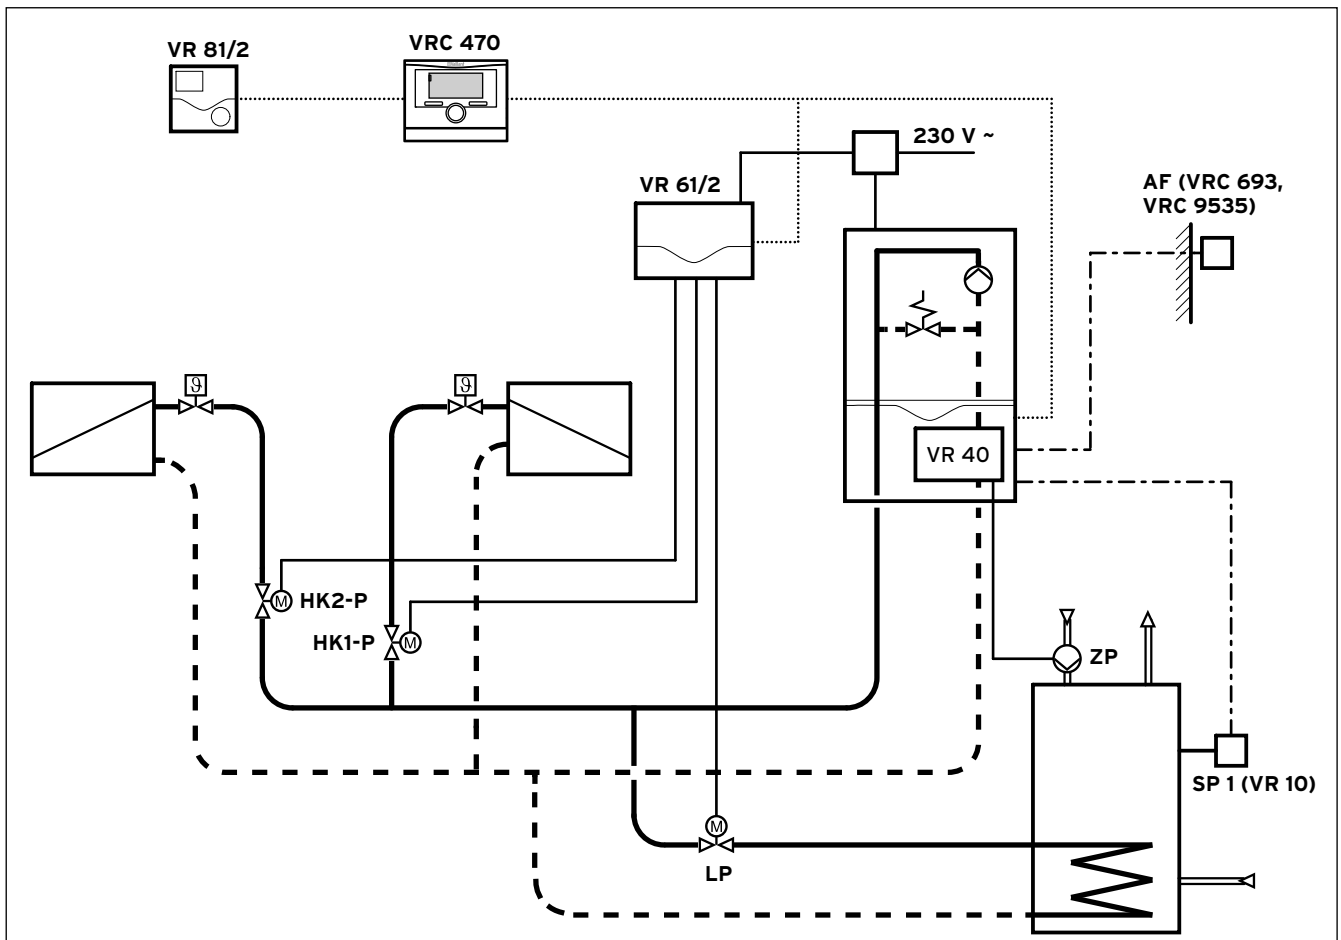 VR 81/2
VRC 470
230 V ~
VR 61/2
AF (VRC 693,
VRC 9535)
ϑ
ϑ
VR 40
M
HK2-P
HK1-P
M
ZP
SP 1 (VR 10)
M
LP